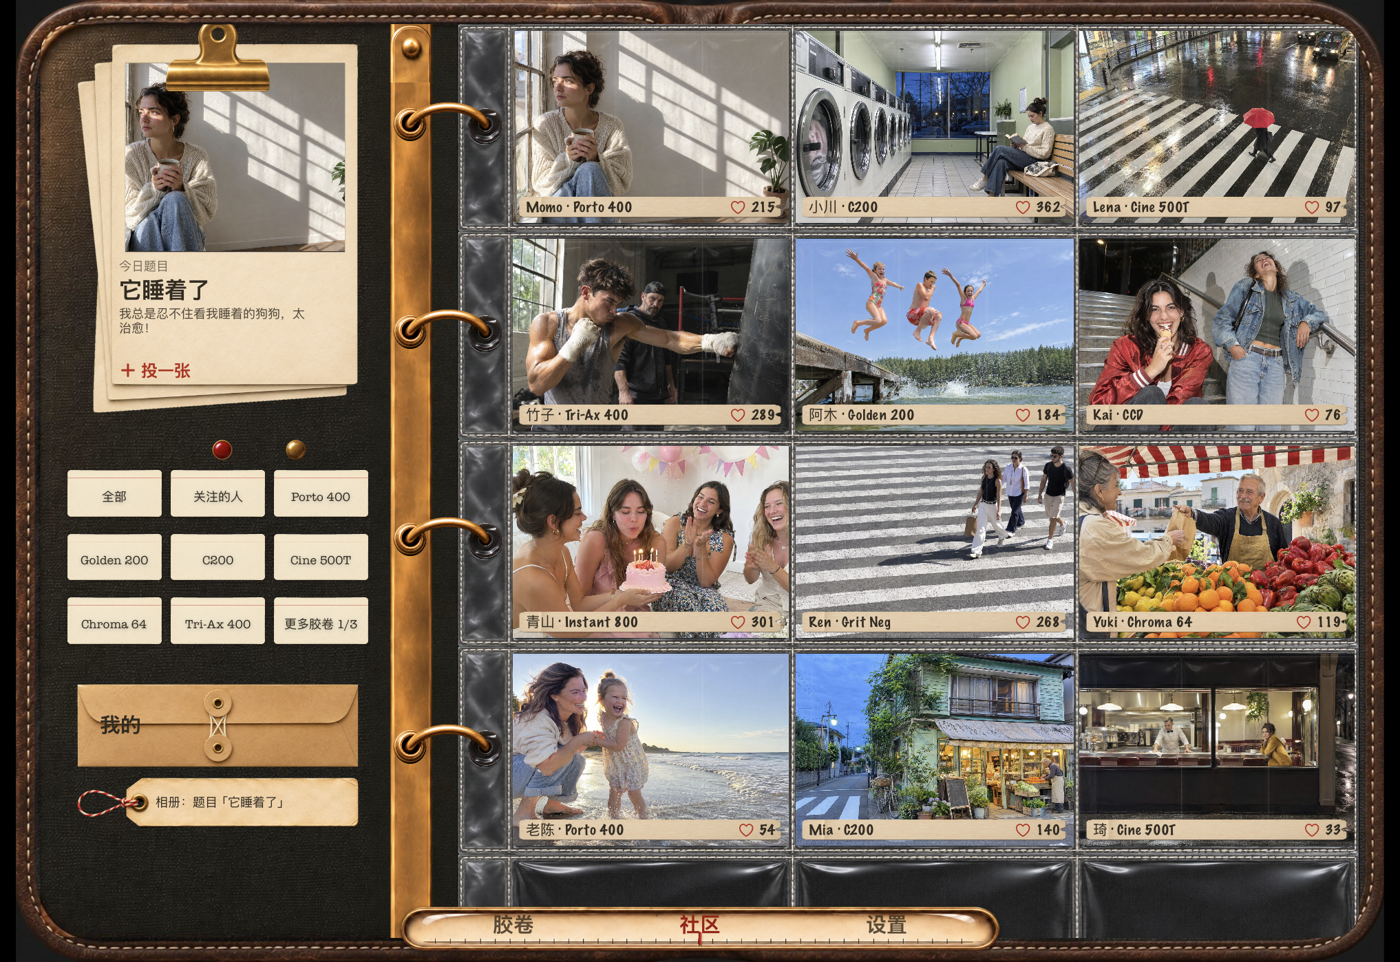 今日题目
它睡着了
我总是忍不住看我睡着的狗狗，太
治愈！
＋ 投一张
全部
关注的人
Porto 400
Golden 200
C200
Cine 500T
Chroma 64
Tri-Ax 400
更多胶卷 1/3
我的
相册：题目「它睡着了」
Momo · Porto 400
215
小川 · C200
362
Lena · Cine 500T
97
竹子 · Tri-Ax 400
289
阿木 · Golden 200
184
Kai · CCD
76
青山 · Instant 800
301
Ren · Grit Neg
268
Yuki · Chroma 64
119
老陈 · Porto 400
54
Mia · C200
140
琦 · Cine 500T
33
胶卷
社区
设置